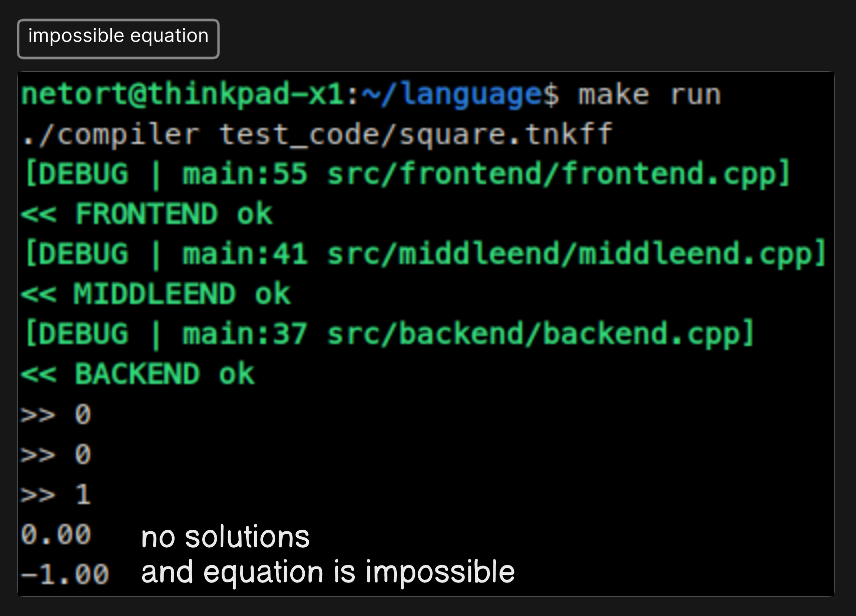 impossible equation
netort@thinkpad-x1:~/language$ make run
./compiler test_code/square.tnkff
[DEBUG | main:55 src/frontend/frontend.cpp]
<< FRONTEND ok
[DEBUG | main:41 src/middleend/middleend.cpp]
<< MIDDLEEND ok
[DEBUG | main:37 src/backend/backend.cpp]
<< BACKEND ok
>> 0
>> 0
>> 1
0.00 no solutions
-1.00 and equation is impossible